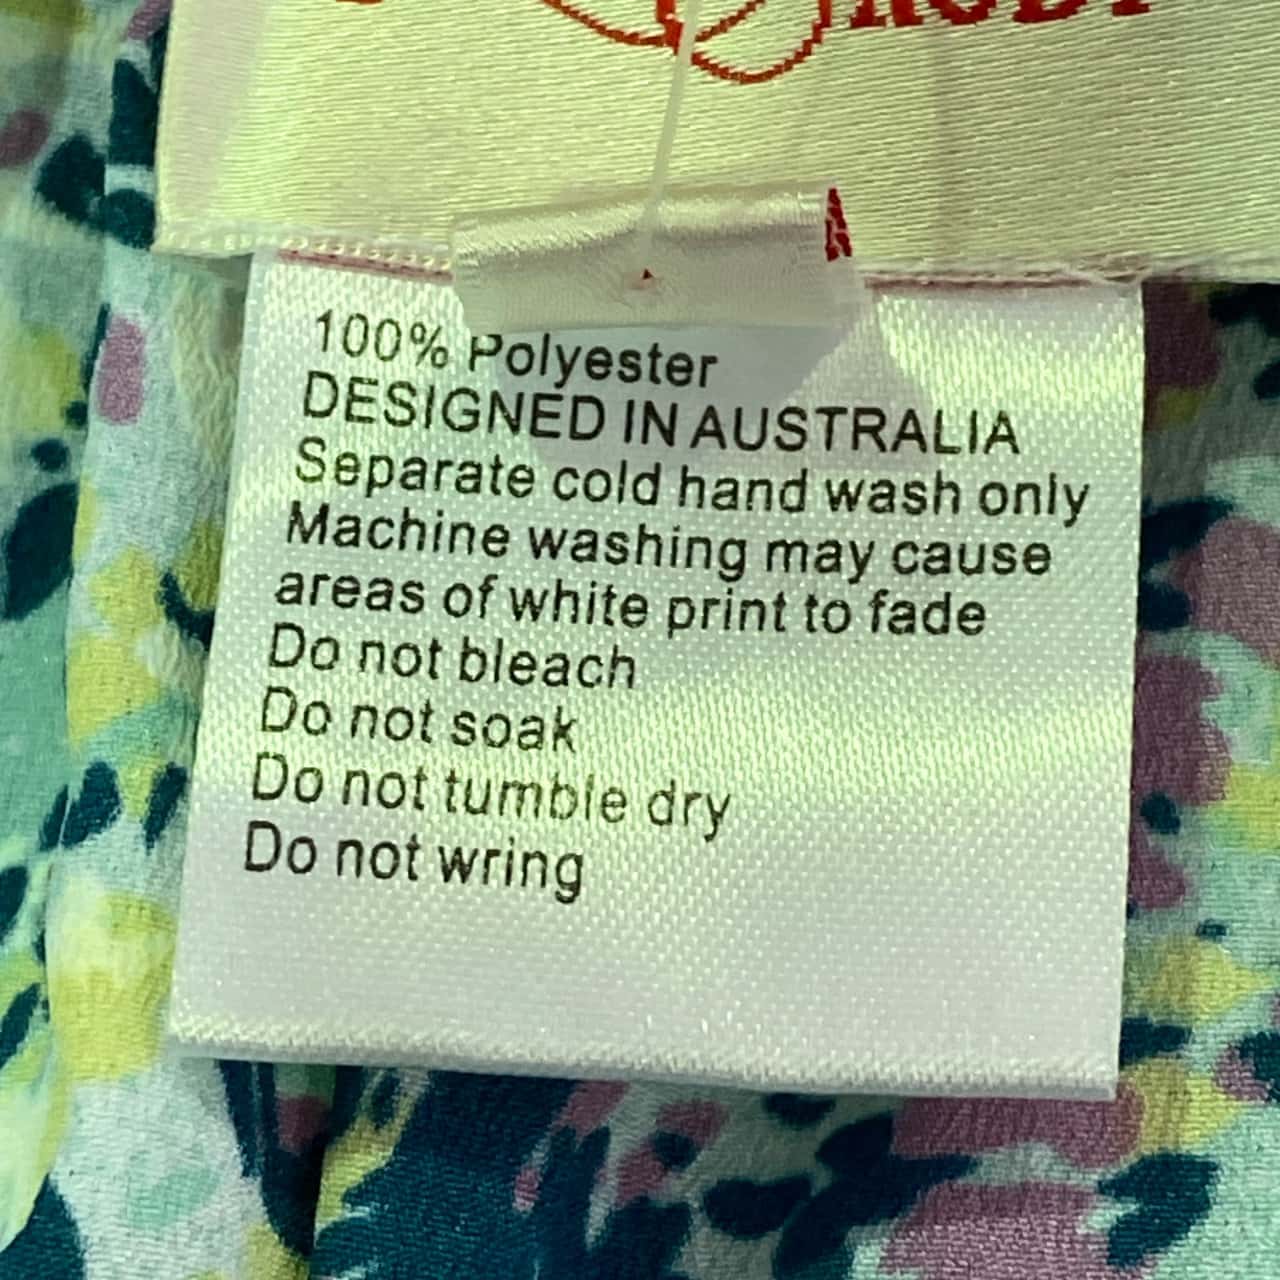 100% Polyester
DESIGNED IN AUSTRALIA
Separate cold hand wash only
Machine washing may cause
areas of white print to fade
Do not bleach
Do not soak
Do not tumble dry
Do not wring